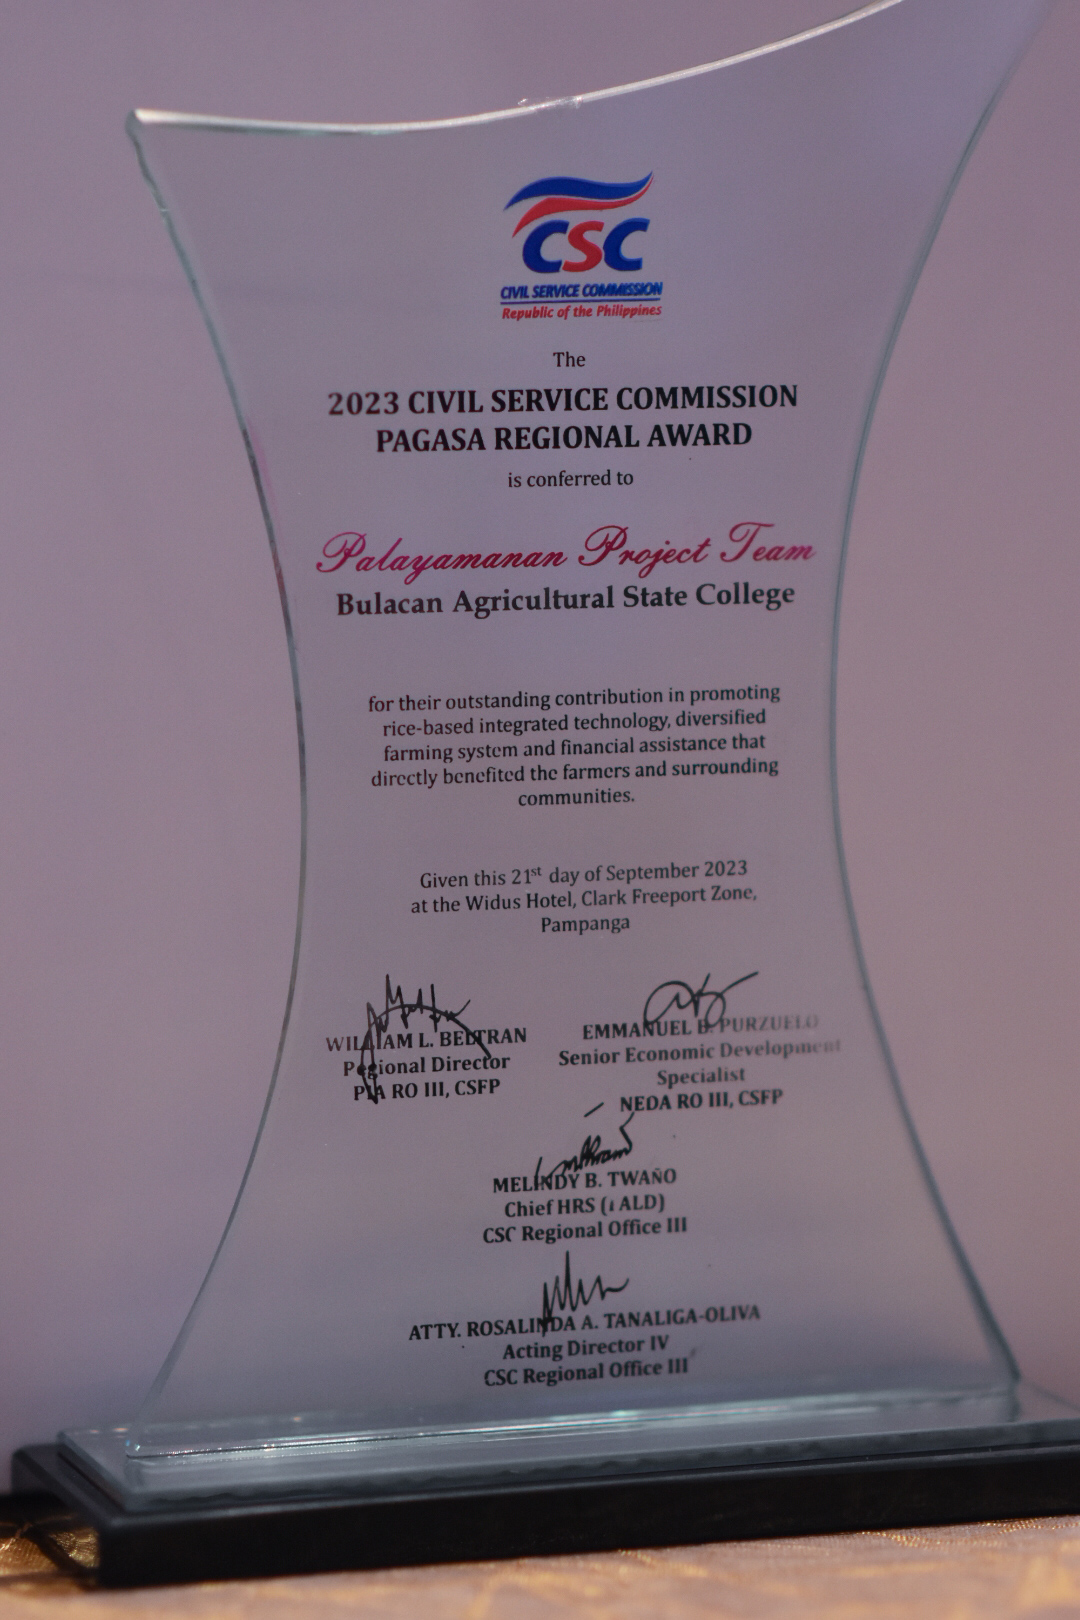 CSC
CIVIL SERVICE COMMISSION
Republic of the Philippines
The
2023 CIVIL SERVICE COMMISSION
PAGASA REGIONAL AWARD
is conferred to
Palayamanan Project Team
Bulacan Agricultural State College
for their outstanding contribution in promoting
rice-based integrated technology, diversified
farming system and financial assistance that
directly benefited the farmers and surrounding
communities.
Given this 21st day of September 2023
at the Widus Hotel, Clark Freeport Zone,
Pampanga
WILLIAM L. BELTRAN
Regional Director
PIA RO III, CSFP
EMMANUEL B. PURZUELO
Senior Economic Development
Specialist
NEDA RO III, CSFP
MELINDY B. TWAÑO
Chief HRS ( ALD)
CSC Regional Office III
ATTY. ROSALINDA A. TANALIGA-OLIVA
Acting Director IV
CSC Regional Office III